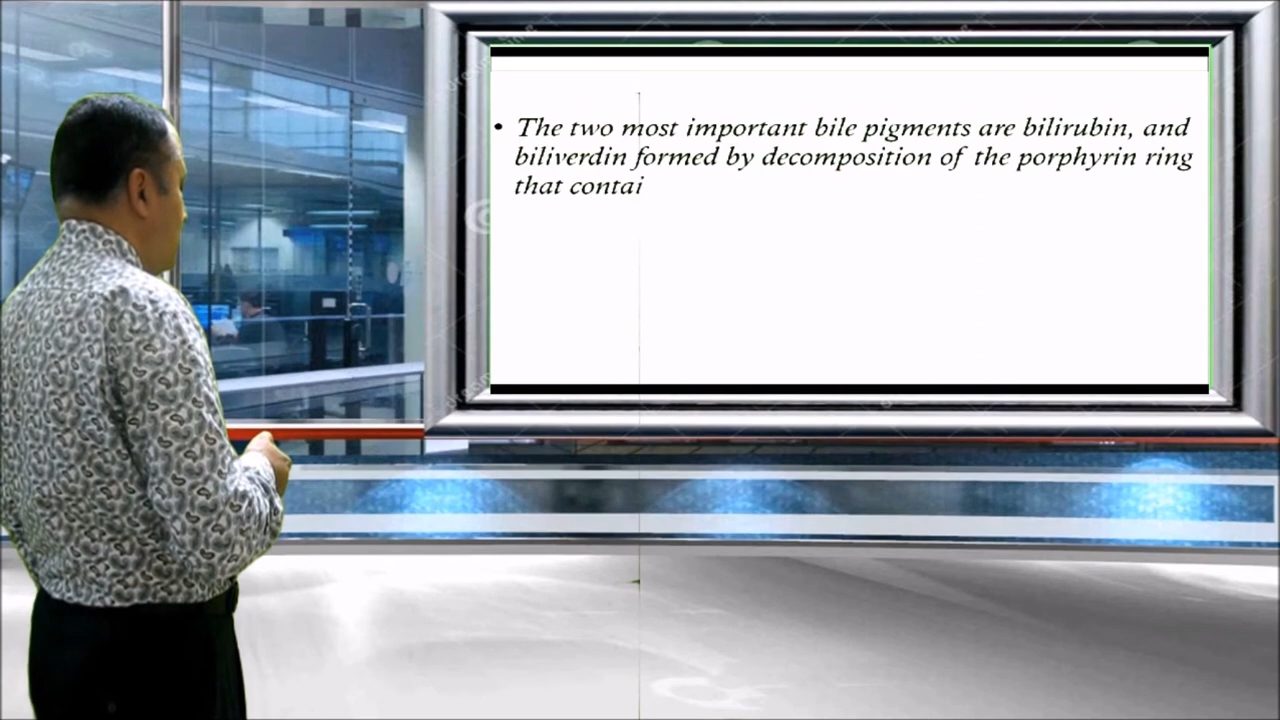 • The two most important bile pigments are bilirubin, and
biliverdin formed by decomposition of the porphyrin ring
that contai